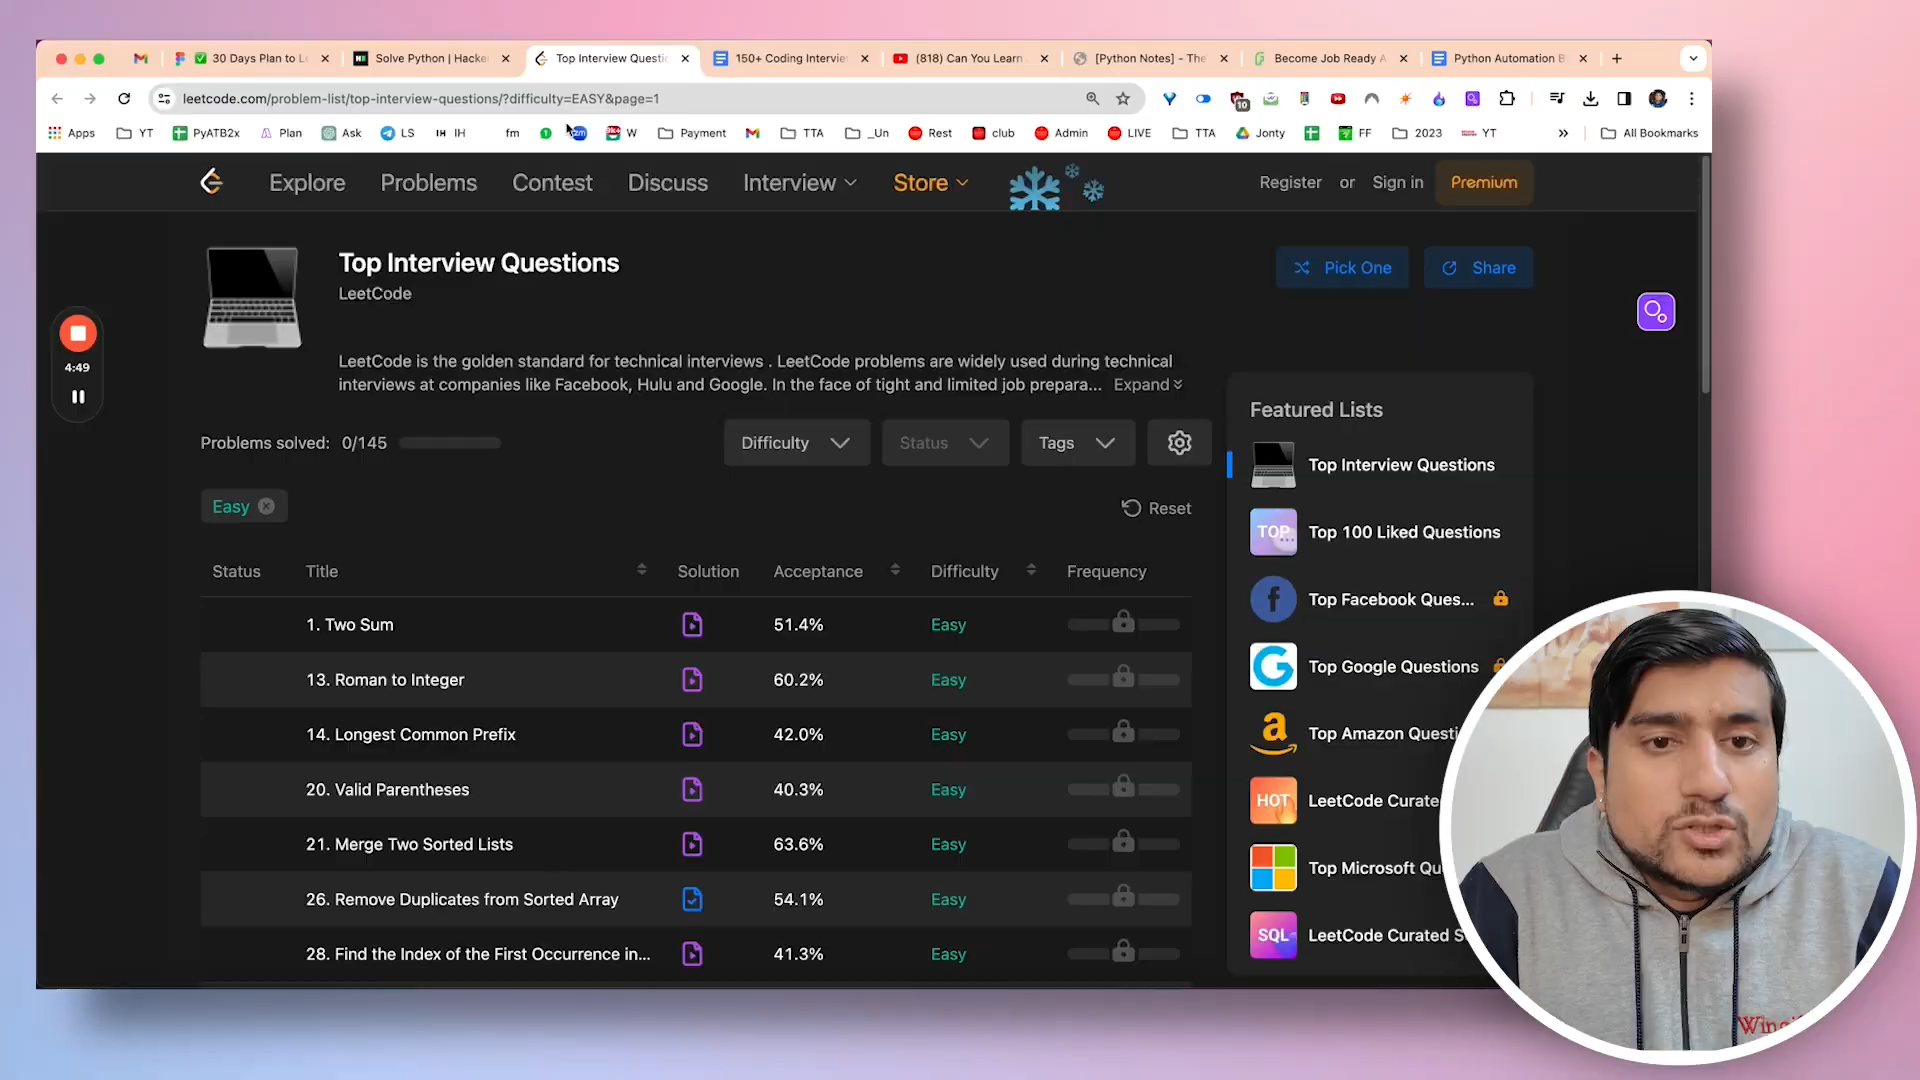 30 Days Plan to L
Solve Python | Hacke
Top Interview Questi
150+ Coding Intervie
(818) Can You Learn
[Python Notes] - The
Become Job Ready A
Python Automation B
leetcode.com/problem-list/top-interview-questions/?difficulty=EASY&page=1
10
Apps
YT
PyATB2x
Plan
Ask
LS
IH
IH
fm
W
Payment
TTA
_Un
Rest
club
Admin
LIVE
TTA
Jonty
FF
2023
YT
All Bookmarks
Explore
Problems
Contest
Discuss
Interview
Store
Register or Sign in
Premium
Top Interview Questions
LeetCode
Pick One
Share
LeetCode is the golden standard for technical interviews . LeetCode problems are widely used during technical
interviews at companies like Facebook, Hulu and Google. In the face of tight and limited job prepara... Expand
4:49
Problems solved: 0/145
Difficulty
Status
Tags
Easy
Reset
Status Title Solution Acceptance Difficulty Frequency
1. Two Sum 51.4% Easy
13. Roman to Integer 60.2% Easy
14. Longest Common Prefix 42.0% Easy
20. Valid Parentheses 40.3% Easy
21. Merge Two Sorted Lists 63.6% Easy
26. Remove Duplicates from Sorted Array 54.1% Easy
28. Find the Index of the First Occurrence in... 41.3% Easy
Featured Lists
Top Interview Questions
TOP Top 100 Liked Questions
Top Facebook Ques...
Top Google Questions
Top Amazon Questi
HOT LeetCode Curate
Top Microsoft Qu
SQL LeetCode Curated S